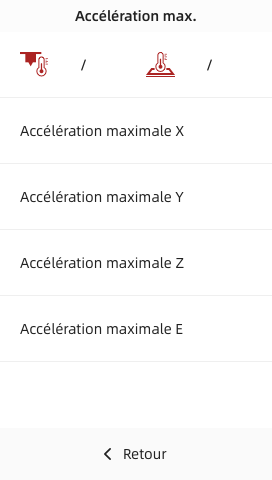 Accélération max.
/ /
Accélération maximale X
Accélération maximale Y
Accélération maximale Z
Accélération maximale E
Retour